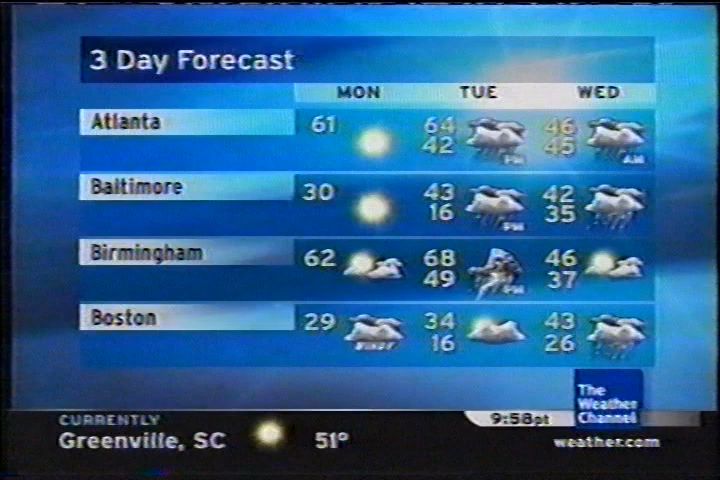 3 Day Forecast
MON TUE WED
Atlanta 61 64 46
42 45
PM AM
Baltimore 30 43 42
16 35
PM
Birmingham 62 68 46
49 37
PM
Boston 29 34 43
WINDY 16 26
The
Weather
Channel
CURRENTLY 9:58pt
Greenville, SC 51° weather.com